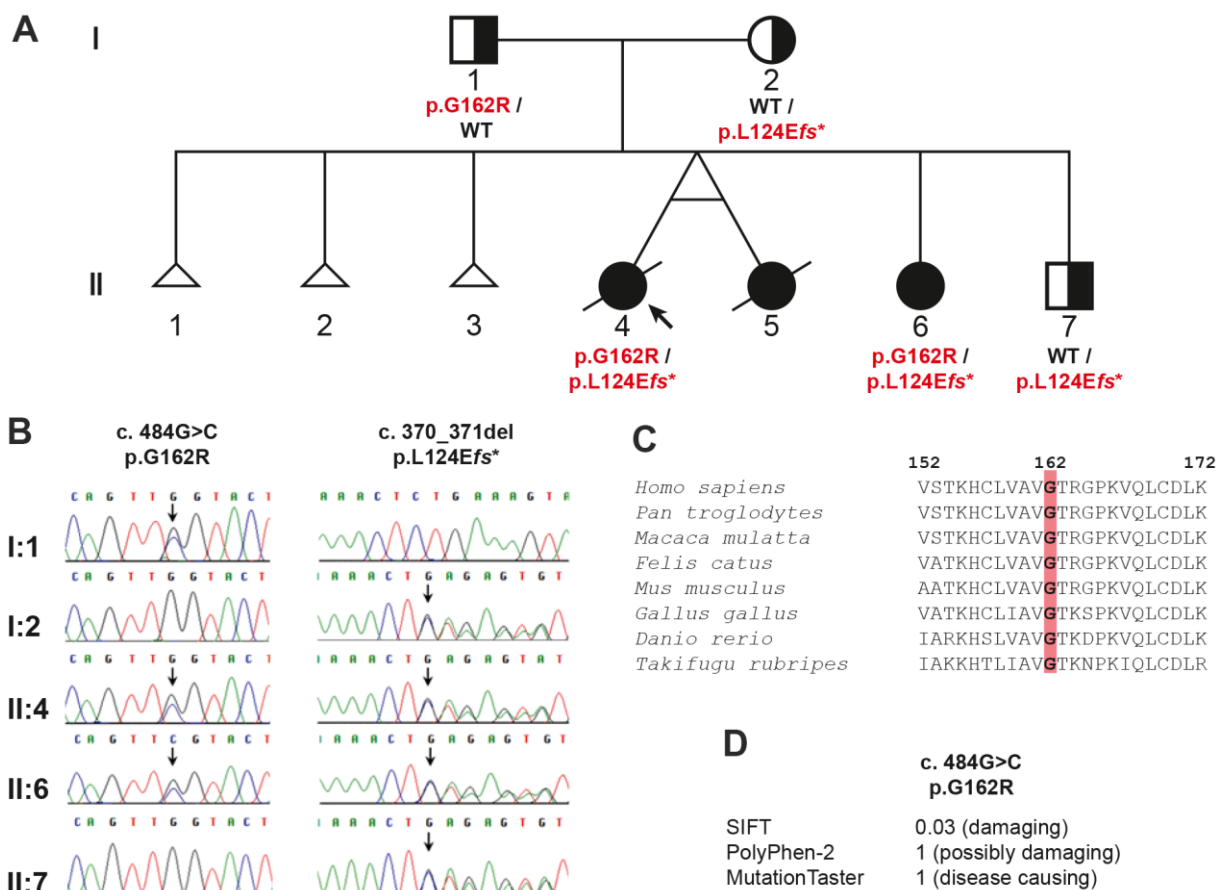 A
I
1
p.G162R /
WT
2
WT /
p.L124Efs*
II
1
2
3
4
p.G162R /
p.L124Efs*
5
6
p.G162R /
p.L124Efs*
7
WT /
p.L124Efs*
B
c. 484G>C
p.G162R
c. 370_371del
p.L124Efs*
C A G T T G G T A C T
A A A C T C T G A A A G T A
I:1
C A G T T G G T A C T
A A A C T G A G A G T G T
I:2
C A G T T G G T A C T
A A A C T G A G A G T A T
II:4
C A G T T C G T A C T
A A A C T G A G A G T G T
II:6
C A G T T G G T A C T
A A A C T G A G A G T G T
II:7
C
152 162 172
Homo sapiens VSTKHCLVAVGTRGPKVQLCDLK
Pan troglodytes VSTKHCLVAVGTRGPKVQLCDLK
Macaca mulatta VSTKHCLVAVGTRGPKVQLCDLK
Felis catus VATKHCLVAVGTRGPKVQLCDLK
Mus musculus AATKHCLVAVGTRGPKVQLCDLK
Gallus gallus VATKHCLIAVGTKSPKVQLCDLK
Danio rerio IARKHSLVAVGTKDPKVQLCDLK
Takifugu rubripes IAKKHTLIAVGTKNPKIQLCDLR
D
c. 484G>C
p.G162R
SIFT 0.03 (damaging)
PolyPhen-2 1 (possibly damaging)
MutationTaster 1 (disease causing)